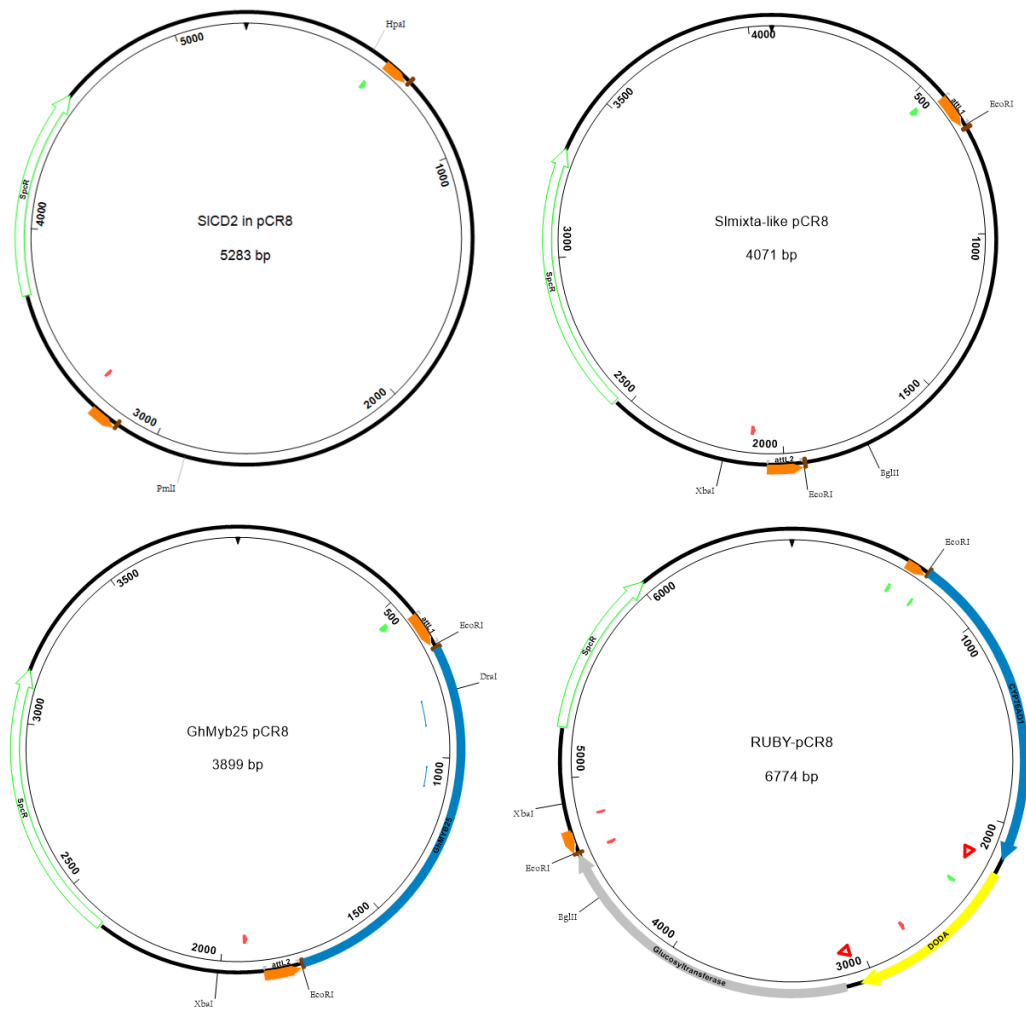 HpaI
5000
1000
SpcR
4000
SlCD2 in pCR8
5283 bp
2000
3000
PmlI
4000
500
attL1
EcoRI
3500
Slmixta-like pCR8
4071 bp
1000
3000
SpcR
2500
1500
2000
attL2
BglII
XbaI
EcoRI
3500
500
attL1
EcoRI
DraI
3000
GhMyb25 pCR8
3899 bp
1000
SpcR
GhMYB25
2500
1500
2000
attL2
XbaI
EcoRI
EcoRI
6000
1000
SpcR
CYP76AD1
RUBY-pCR8
6774 bp
5000
XbaI
2000
EcoRI
BglII
4000
DODA
3000
Glucosyltransferase